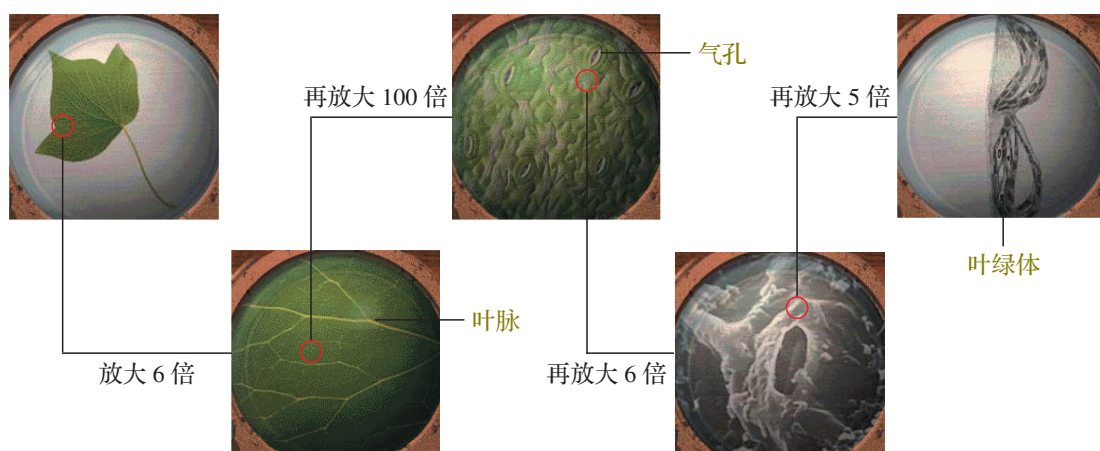 气孔
再放大 100 倍
再放大 5 倍
叶绿体
叶脉
放大 6 倍
再放大 6 倍